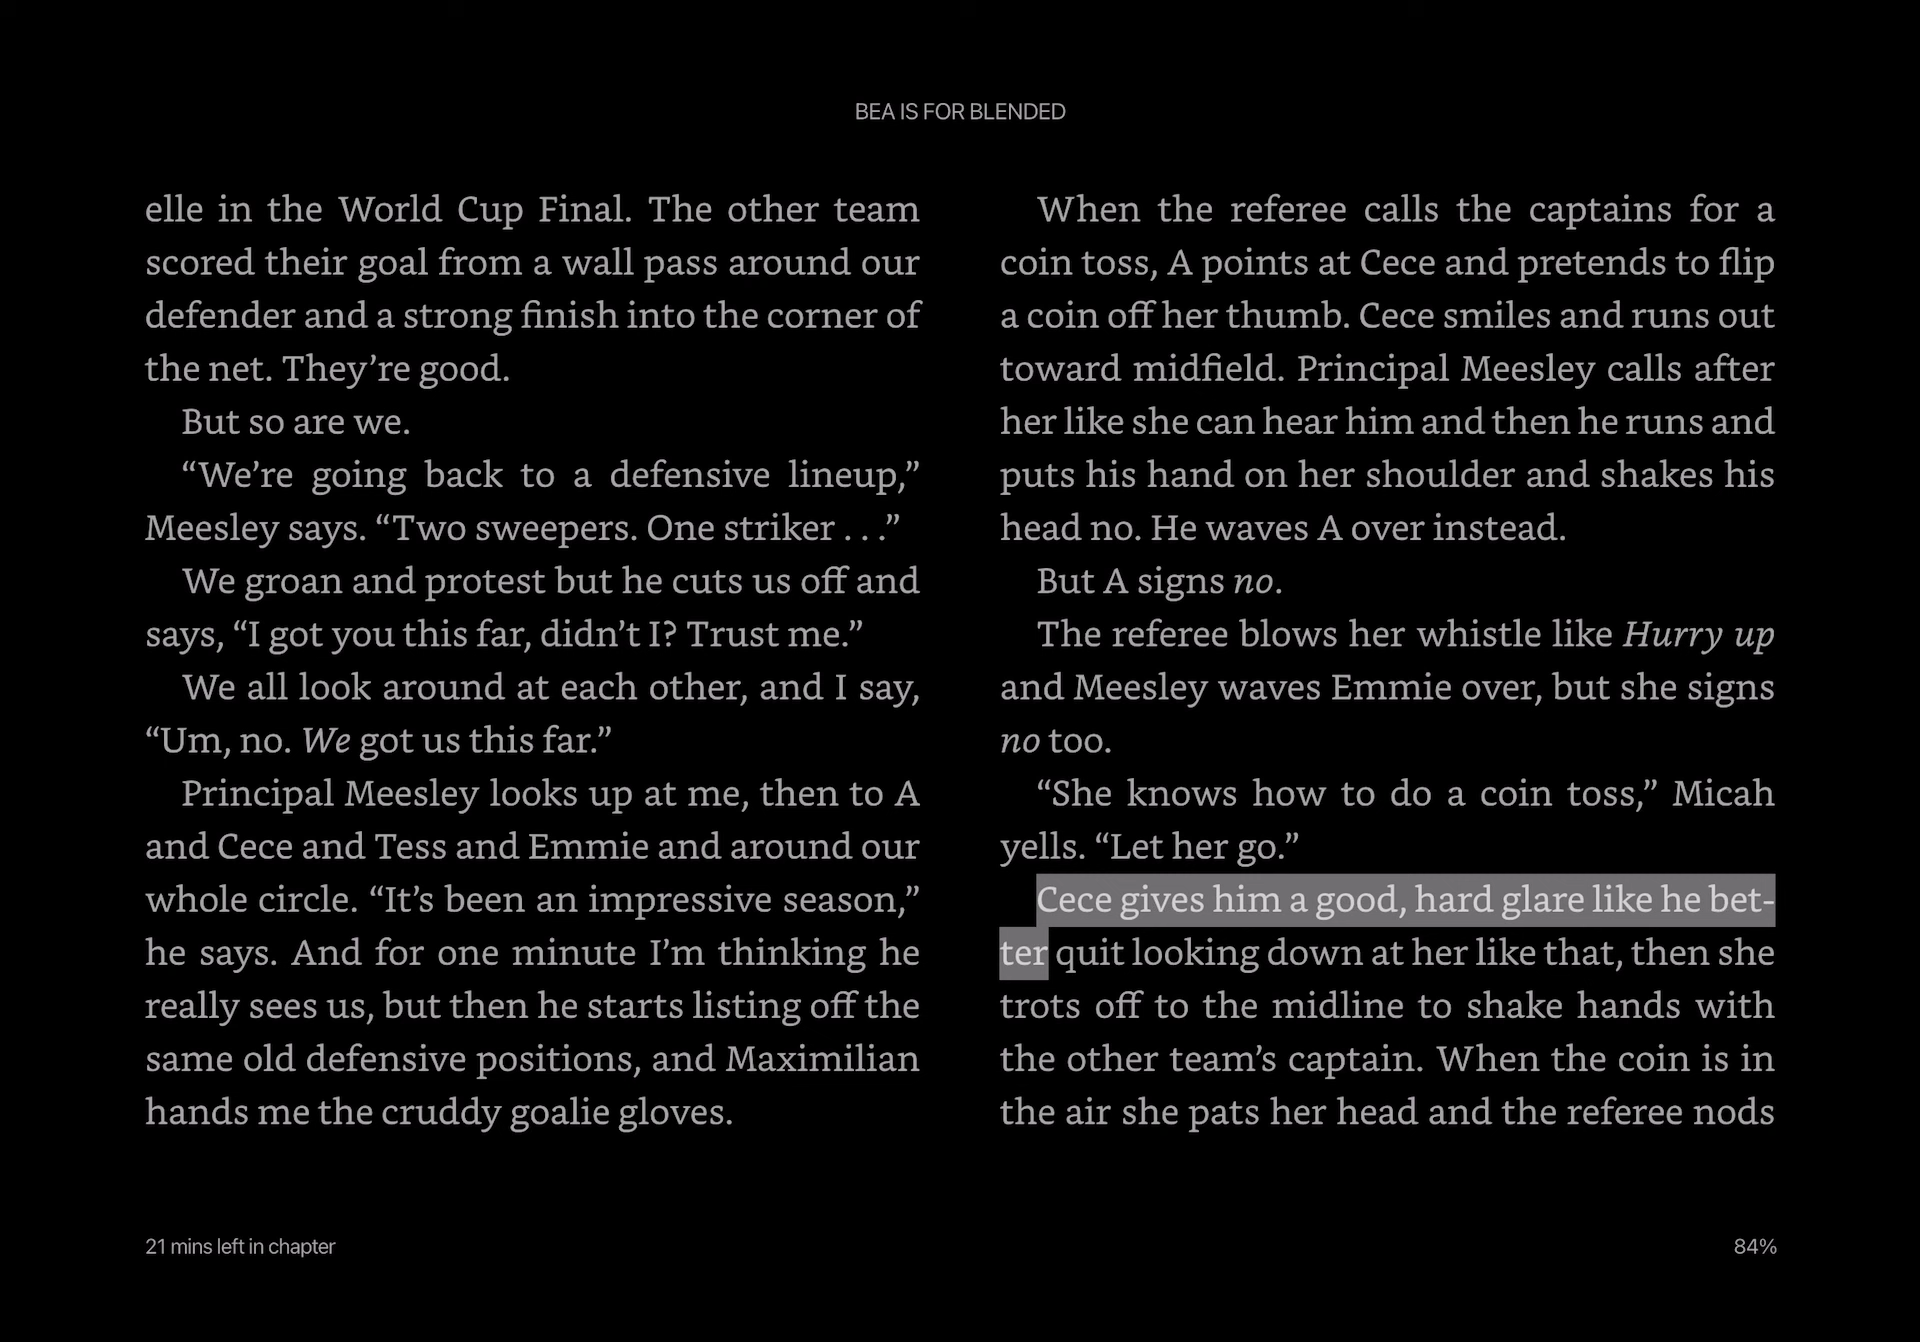 BEA IS FOR BLENDED
elle in the World Cup Final. The other team
scored their goal from a wall pass around our
defender and a strong finish into the corner of
the net. They’re good.
But so are we.
“We’re going back to a defensive lineup,”
Meesley says. “Two sweepers. One striker . . .”
We groan and protest but he cuts us off and
says, “I got you this far, didn’t I? Trust me.”
We all look around at each other, and I say,
“Um, no. We got us this far.”
Principal Meesley looks up at me, then to A
and Cece and Tess and Emmie and around our
whole circle. “It’s been an impressive season,”
he says. And for one minute I’m thinking he
really sees us, but then he starts listing off the
same old defensive positions, and Maximilian
hands me the cruddy goalie gloves.
When the referee calls the captains for a
coin toss, A points at Cece and pretends to flip
a coin off her thumb. Cece smiles and runs out
toward midfield. Principal Meesley calls after
her like she can hear him and then he runs and
puts his hand on her shoulder and shakes his
head no. He waves A over instead.
But A signs no.
The referee blows her whistle like Hurry up
and Meesley waves Emmie over, but she signs
no too.
“She knows how to do a coin toss,” Micah
yells. “Let her go.”
Cece gives him a good, hard glare like he bet-
ter quit looking down at her like that, then she
trots off to the midline to shake hands with
the other team’s captain. When the coin is in
the air she pats her head and the referee nods
21 mins left in chapter
84%